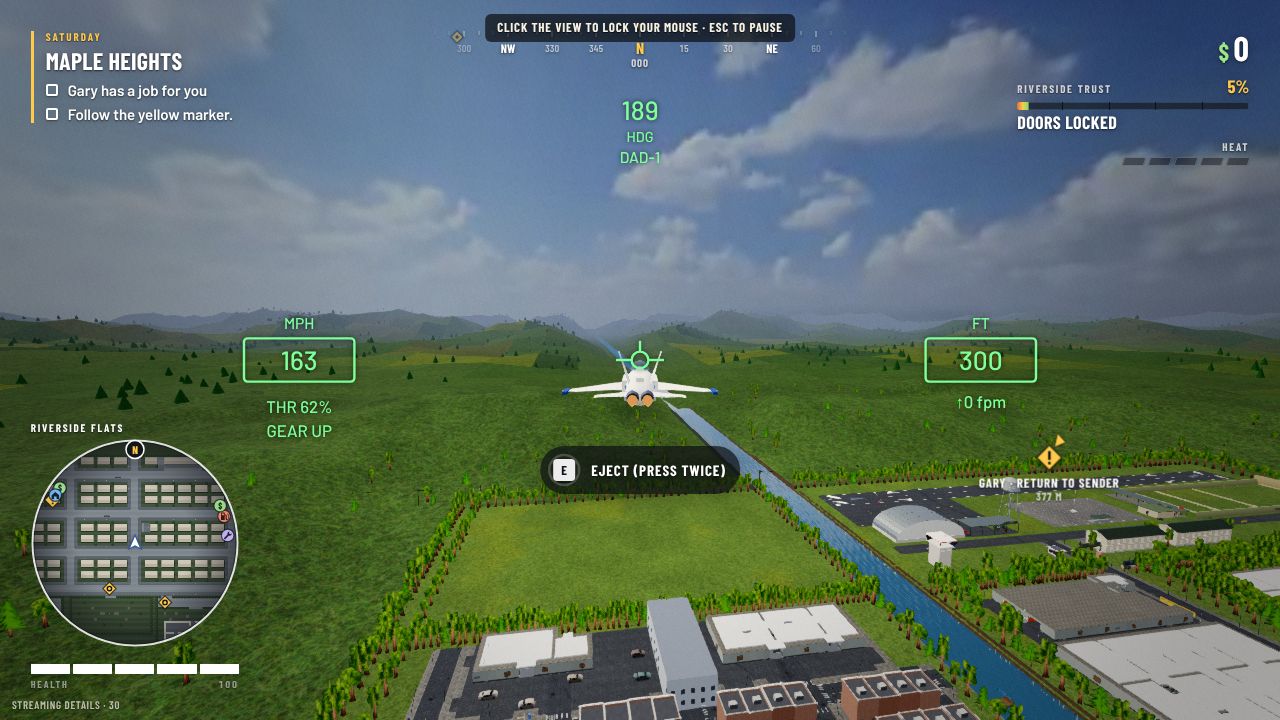 CLICK THE VIEW TO LOCK YOUR MOUSE · ESC TO PAUSE
SATURDAY
MAPLE HEIGHTS
Gary has a job for you
Follow the yellow marker.
300 NW 330 345 N 15 30 NE 60
000
189
HDG
DAD-1
$0
RIVERSIDE TRUST 5%
DOORS LOCKED
HEAT
MPH
163
THR 62%
GEAR UP
FT
300
↑0 fpm
E EJECT (PRESS TWICE)
GARY · RETURN TO SENDER
377 M
RIVERSIDE FLATS
N
$
$
HEALTH 100
STREAMING DETAILS · 30